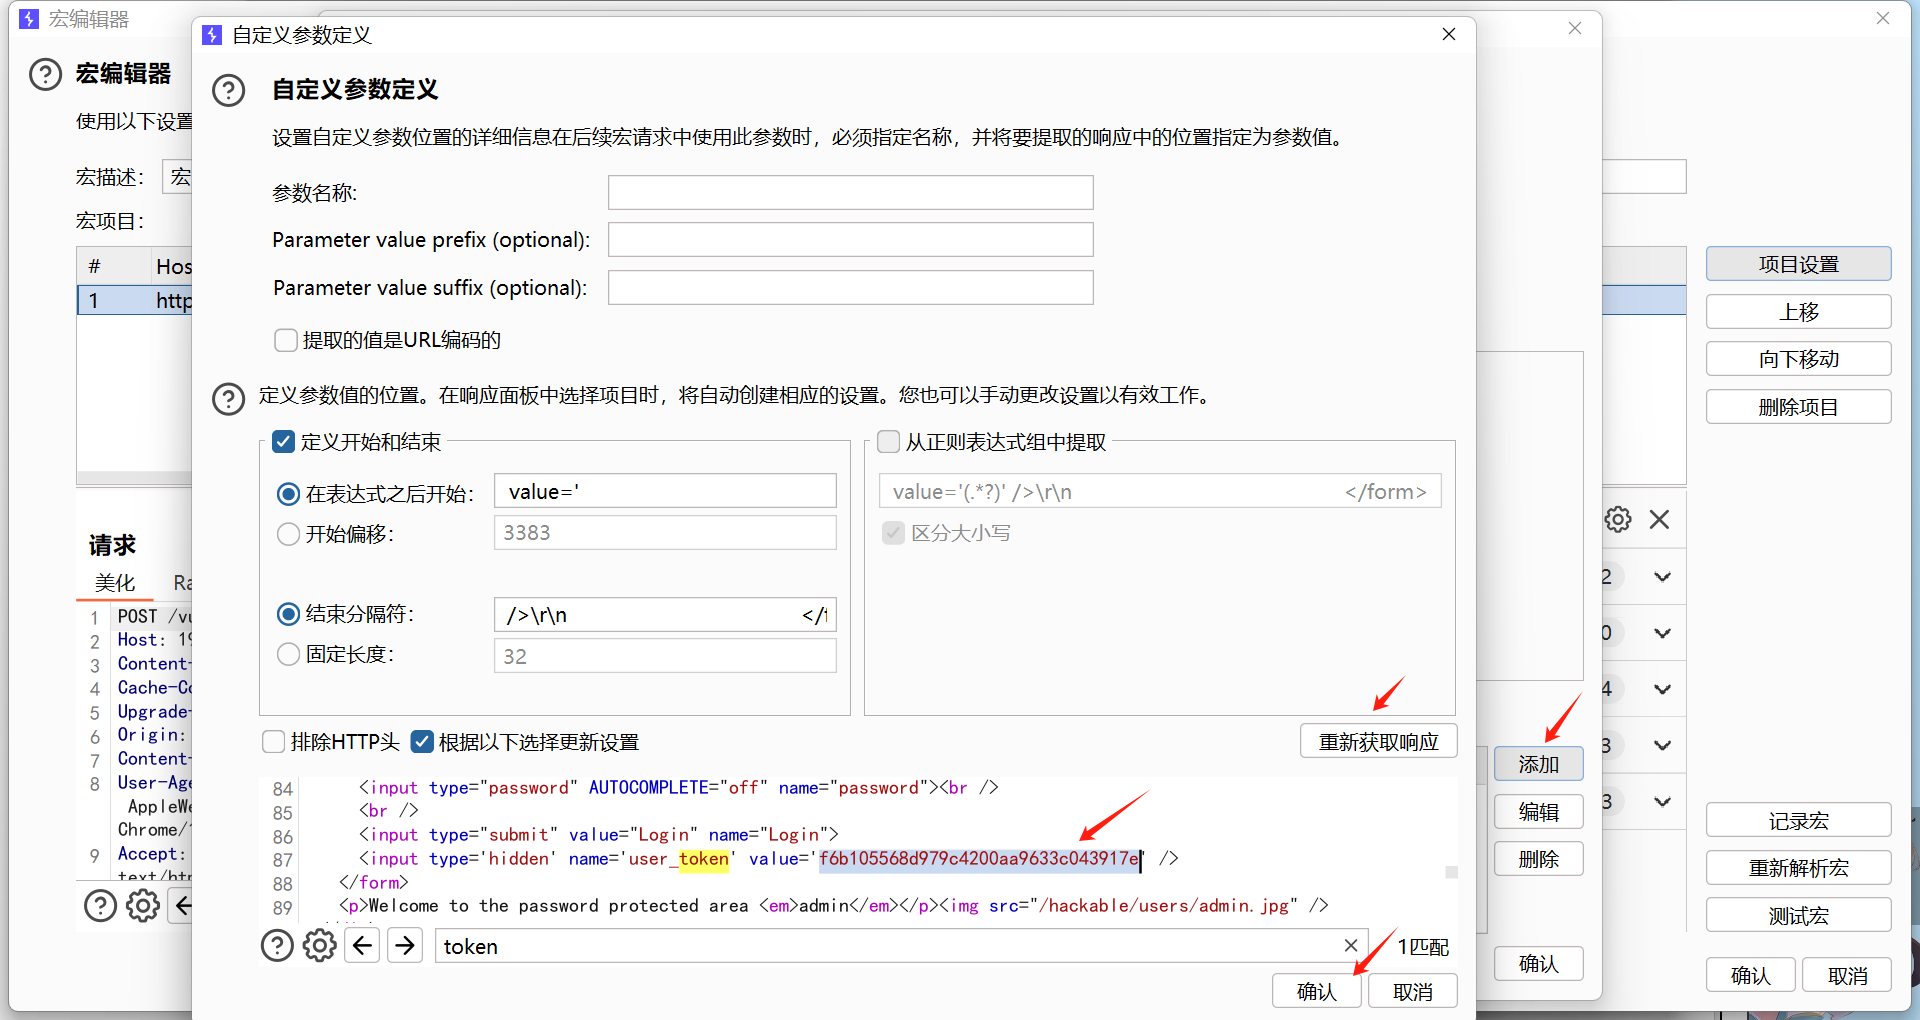 宏编辑器
自定义参数定义
宏编辑器
自定义参数定义
使用以下设置
设置自定义参数位置的详细信息在后续宏请求中使用此参数时，必须指定名称，并将要提取的响应中的位置指定为参数值。
宏描述： 宏
参数名称:
宏项目：
Parameter value prefix (optional):
# Hos
项目设置
Parameter value suffix (optional):
1 http
上移
提取的值是URL编码的
向下移动
定义参数值的位置。在响应面板中选择项目时，将自动创建相应的设置。您也可以手动更改设置以有效工作。
删除项目
定义开始和结束
从正则表达式组中提取
在表达式之后开始： value='
value='(.*?)' />\r\n </form>
开始偏移： 3383
区分大小写
请求
美化 Ra
2
结束分隔符： />\r\n </f
0
固定长度： 32
4
1 POST /vu
2 Host: 19
3 Content-
4 Cache-Co
5 Upgrade-
6 Origin:
7 Content-
8 User-Age
AppleWe
Chrome/1
9 Accept:
text/htm
排除HTTP头 根据以下选择更新设置
重新获取响应
3
添加
84 <input type="password" AUTOCOMPLETE="off" name="password"><br />
85 <br />
86 <input type="submit" value="Login" name="Login">
87 <input type='hidden' name='user_token' value='f6b105568d979c4200aa9633c043917e' />
88 </form>
89 <p>Welcome to the password protected area <em>admin</em></p><img src="/hackable/users/admin.jpg" />
3
编辑
记录宏
删除
重新解析宏
测试宏
token
1匹配
确认 取消
确认
确认 取消